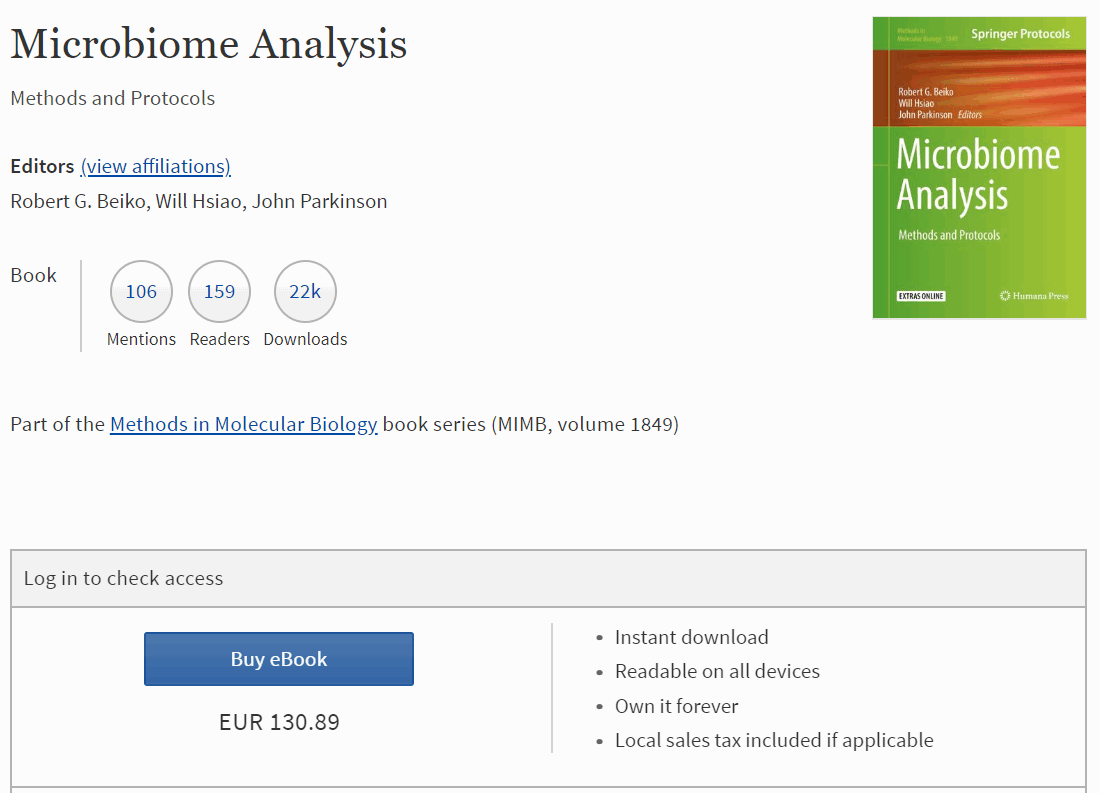 Microbiome Analysis
Methods and Protocols
Editors (view affiliations)
Robert G. Beiko, Will Hsiao, John Parkinson
Book
106
159
22k
Mentions
Readers
Downloads
Part of the Methods in Molecular Biology book series (MIMB, volume 1849)
Methods in
Molecular Biology 1849
Springer Protocols
Robert G. Beiko
Will Hsiao
John Parkinson Editors
Microbiome
Analysis
Methods and Protocols
EXTRAS ONLINE
Humana Press
Log in to check access
Buy eBook
EUR 130.89
• Instant download
• Readable on all devices
• Own it forever
• Local sales tax included if applicable